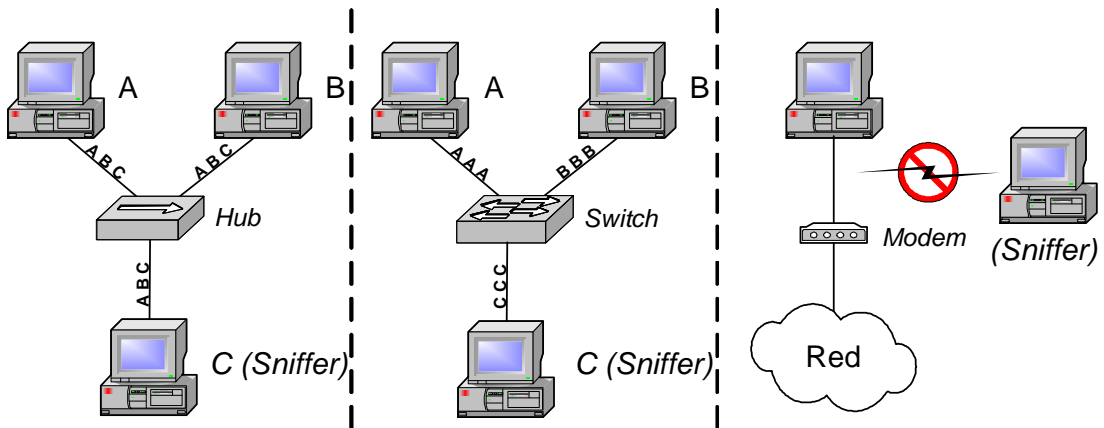 A
B
A B C
A B C
Hub
A B C
C (Sniffer)
A
B
A A A
B B B
Switch
C C C
C (Sniffer)
Modem
(Sniffer)
Red